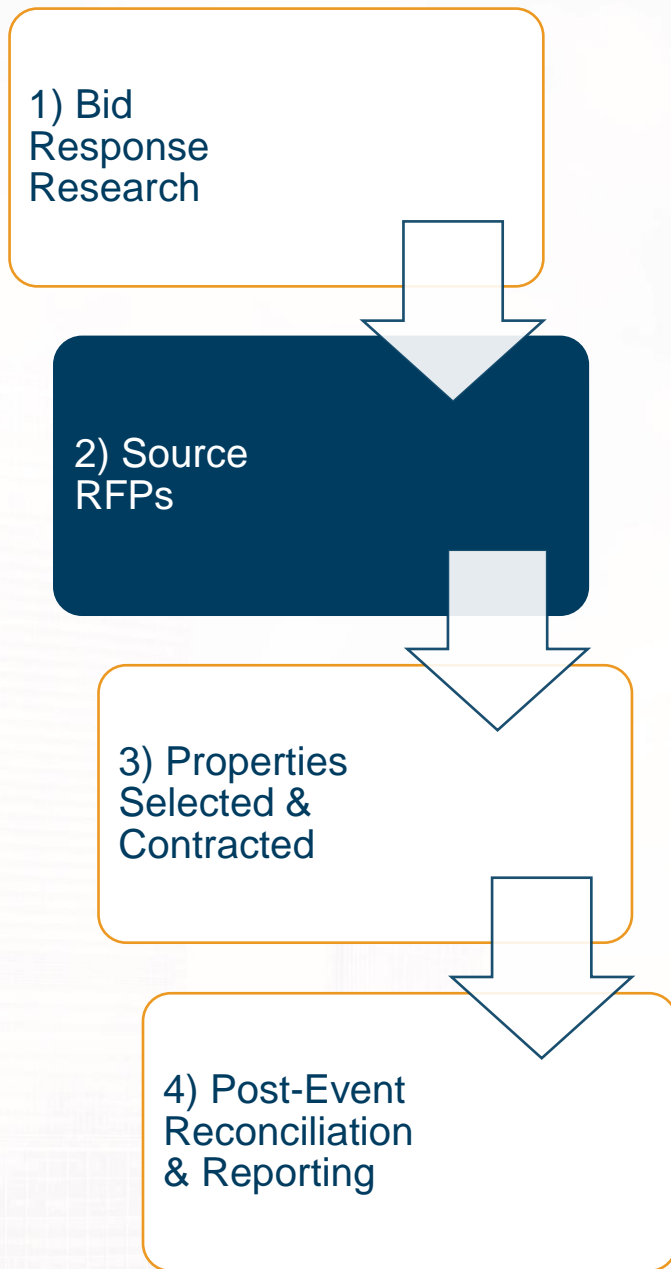 1) Bid
Response
Research
2) Source
RFPs
3) Properties
Selected &
Contracted
4) Post-Event
Reconciliation
& Reporting